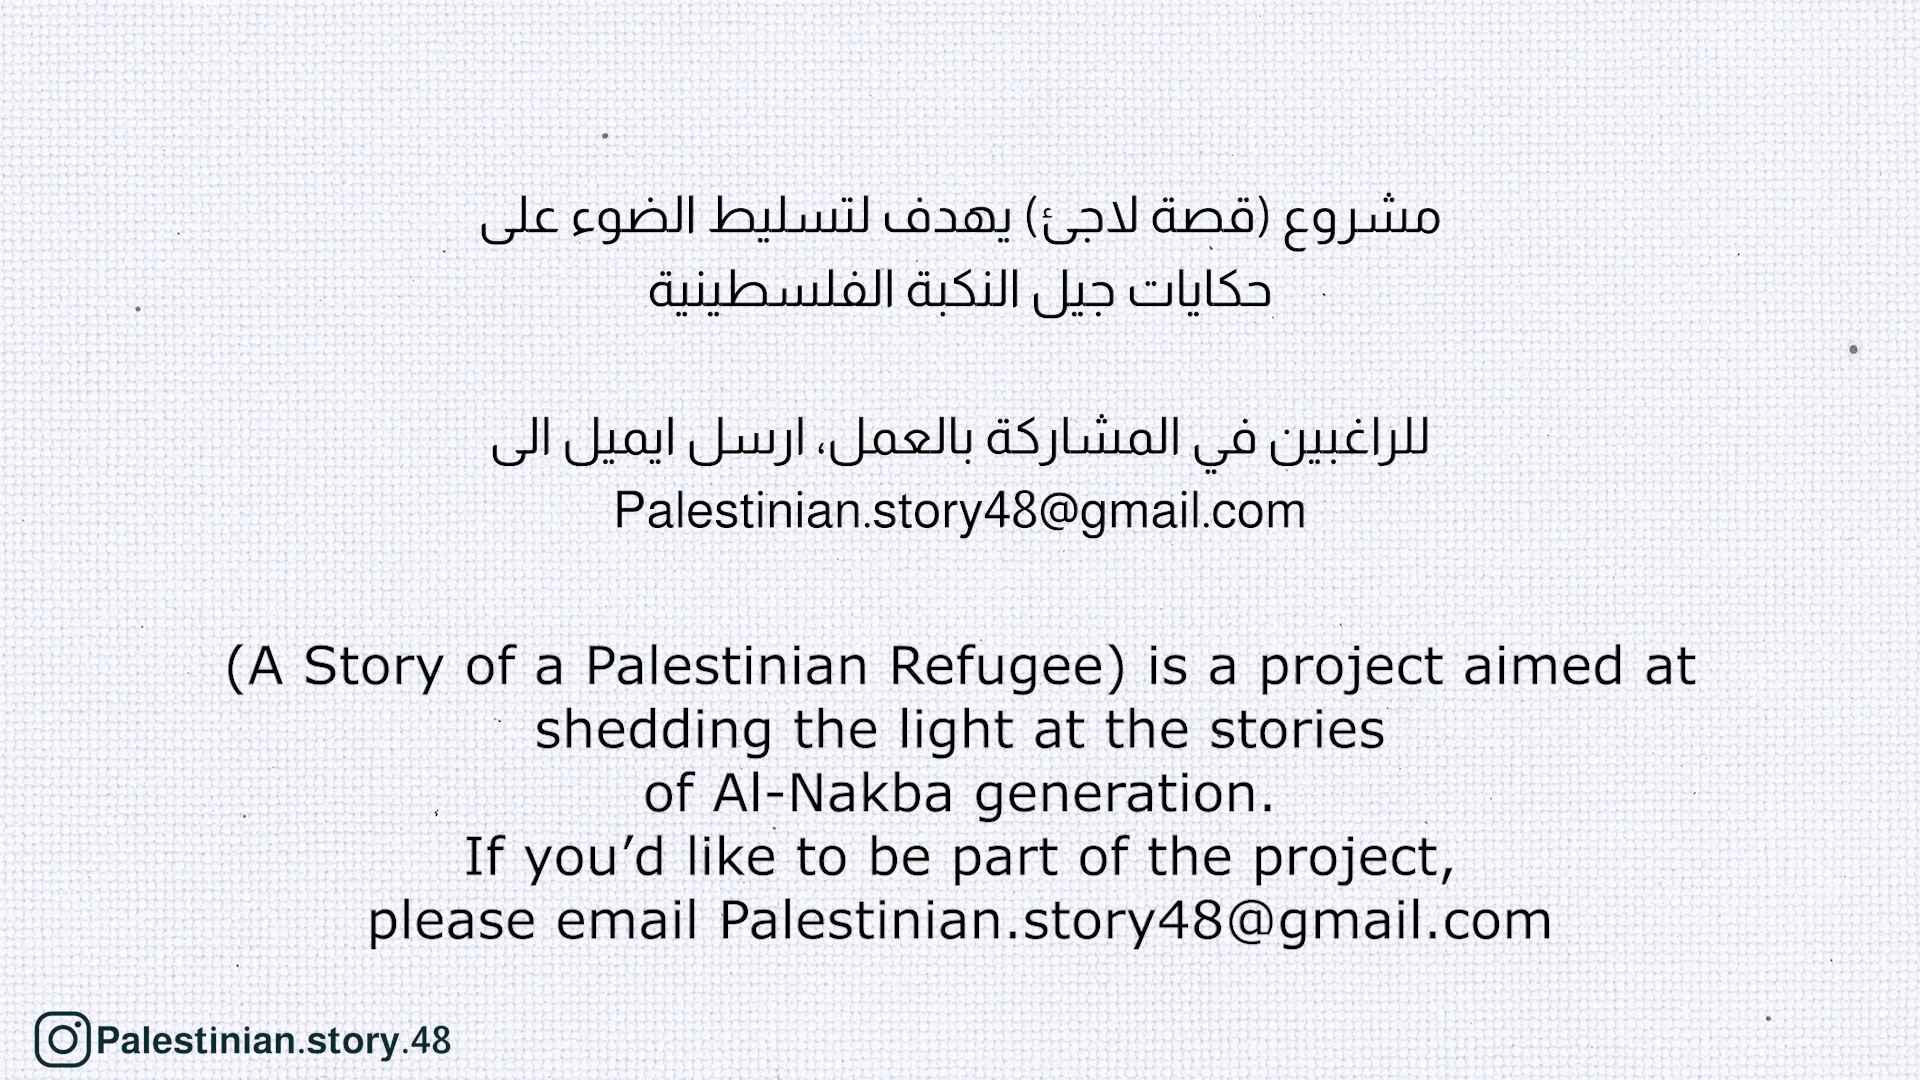 مشروع (قصة لاجئ) يهدف لتسليط الضوء على
حكايات جيل النكبة الفلسطينية
للراغبين في المشاركة بالعمل، ارسل ايميل الى
Palestinian.story48@gmail.com
(A Story of a Palestinian Refugee) is a project aimed at
shedding the light at the stories
of Al-Nakba generation.
If you’d like to be part of the project,
please email Palestinian.story48@gmail.com
Palestinian.story.48